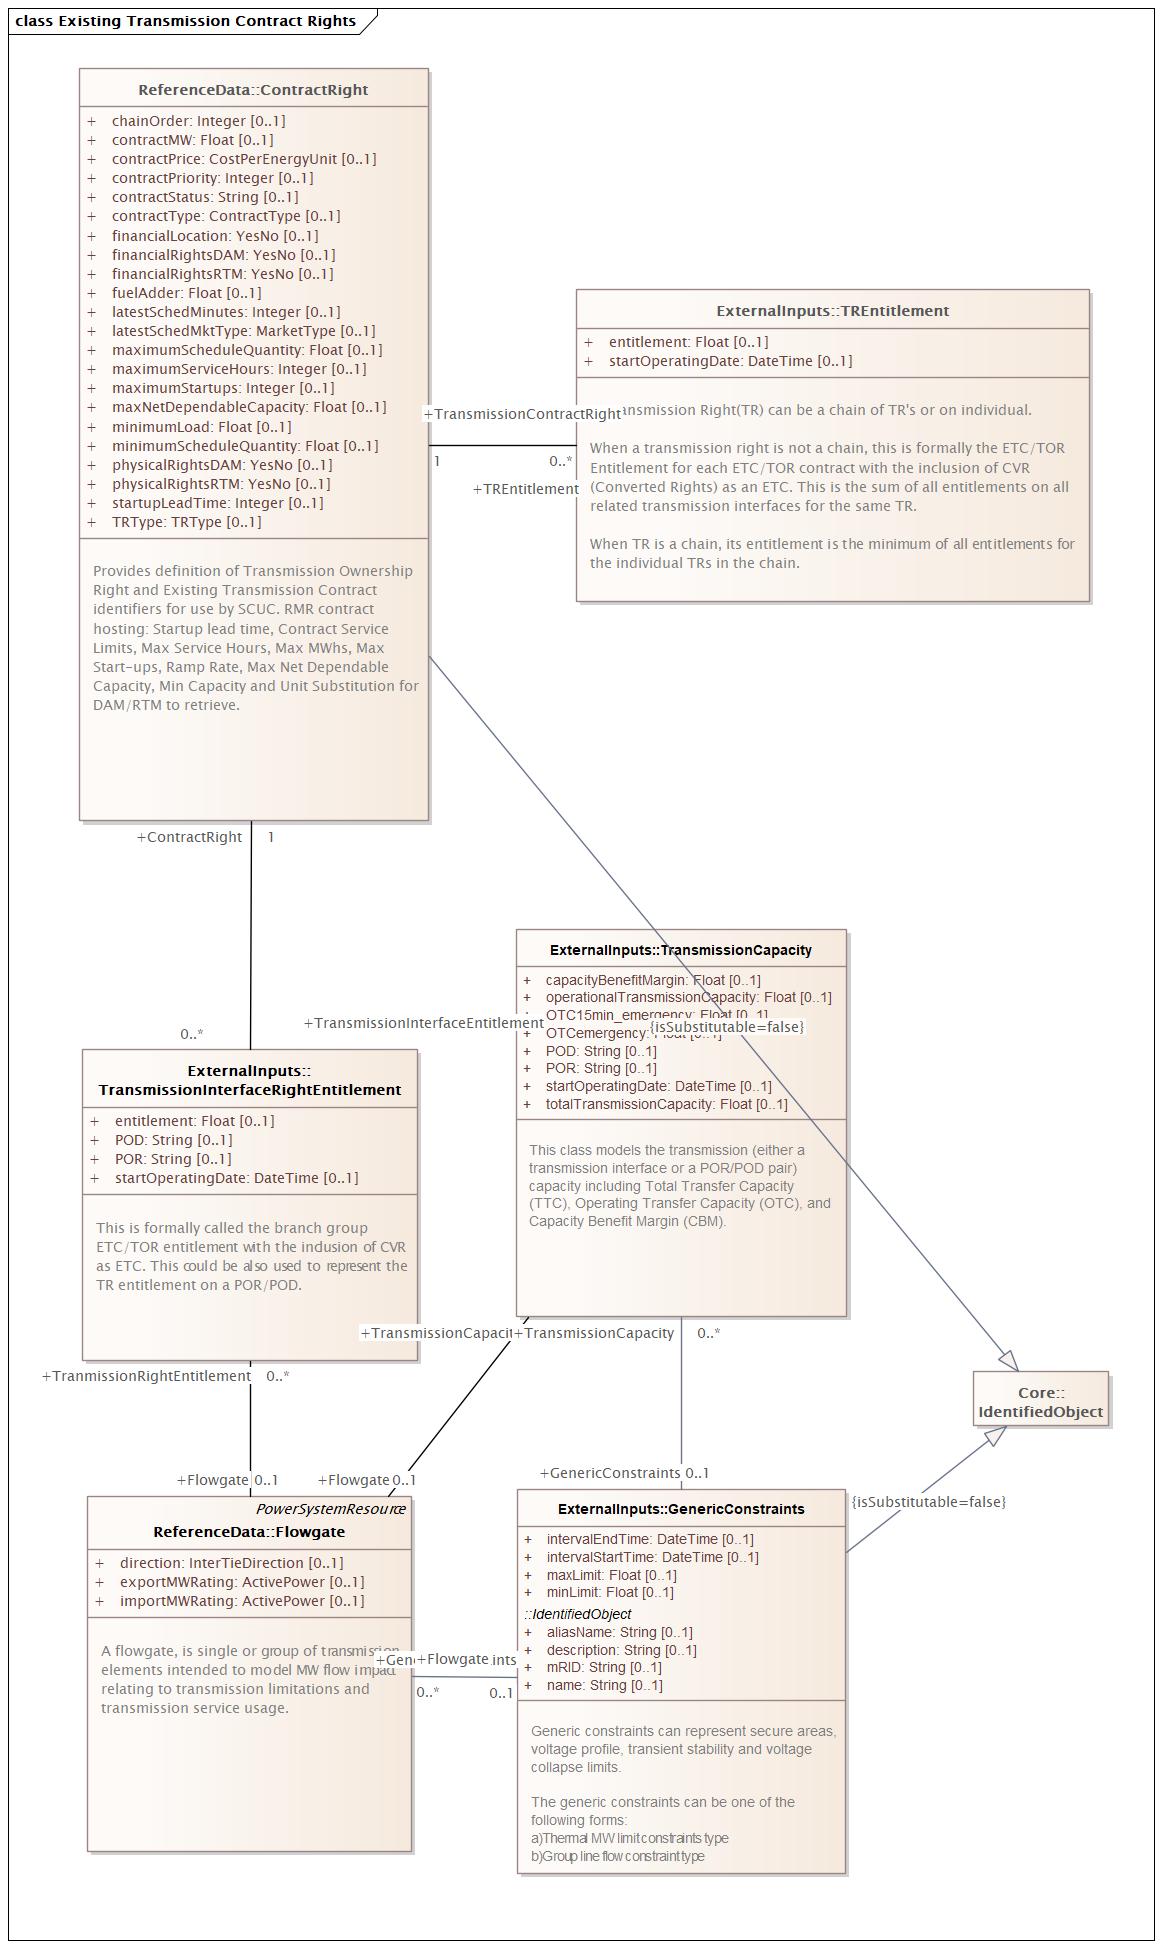 class Existing Transmission Contract Rights
ReferenceData::ContractRight
+ chainOrder: Integer [0..1]
+ contractMW: Float [0..1]
+ contractPrice: CostPerEnergyUnit [0..1]
+ contractPriority: Integer [0..1]
+ contractStatus: String [0..1]
+ contractType: ContractType [0..1]
+ financialLocation: YesNo [0..1]
+ financialRightsDAM: YesNo [0..1]
+ financialRightsRTM: YesNo [0..1]
+ fuelAdder: Float [0..1]
+ latestSchedMinutes: Integer [0..1]
+ latestSchedMktType: MarketType [0..1]
+ maximumScheduleQuantity: Float [0..1]
+ maximumServiceHours: Integer [0..1]
+ maximumStartups: Integer [0..1]
+ maxNetDependableCapacity: Float [0..1]
+ minimumLoad: Float [0..1]
+ minimumScheduleQuantity: Float [0..1]
+ physicalRightsDAM: YesNo [0..1]
+ physicalRightsRTM: YesNo [0..1]
+ startupLeadTime: Integer [0..1]
+ TRType: TRType [0..1]
Provides definition of Transmission Ownership
Right and Existing Transmission Contract
identifiers for use by SCUC. RMR contract
hosting: Startup lead time, Contract Service
Limits, Max Service Hours, Max MWhs, Max
Start-ups, Ramp Rate, Max Net Dependable
Capacity, Min Capacity and Unit Substitution for
DAM/RTM to retrieve.
ExternalInputs::TREntitlement
+ entitlement: Float [0..1]
+ startOperatingDate: DateTime [0..1]
Right(TR) can be a chain of TR's or on individual.
When a transmission right is not a chain, this is formally the ETC/TOR
Entitlement for each ETC/TOR contract with the inclusion of CVR
(Converted Rights) as an ETC. This is the sum of all entitlements on all
related transmission interfaces for the same TR.
When TR is a chain, its entitlement is the minimum of all entitlements for
the individual TRs in the chain.
+TransmissionContractRight
1
0..*
+TREntitlement
+ContractRight
1
0..*
ExternalInputs::
TransmissionInterfaceRightEntitlement
+ entitlement: Float [0..1]
+ POD: String [0..1]
+ POR: String [0..1]
+ startOperatingDate: DateTime [0..1]
This is formally called the branch group
ETC/TOR entitlement with the inclusion of CVR
as ETC. This could be also used to represent the
TR entitlement on a POR/POD.
+TransmissionInterfaceEntitlement
ExternalInputs::TransmissionCapacity
+ capacityBenefitMargin: Float [0..1]
+ operationalTransmissionCapacity: Float [0..1]
+ OTC15min_emergency: Float [0..1]
+ OTCemergency: Float [0..1]
+ POD: String [0..1]
+ POR: String [0..1]
+ startOperatingDate: DateTime [0..1]
+ totalTransmissionCapacity: Float [0..1]
{isSubstitutable=false}
This class models the transmission (either a
transmission interface or a POR/POD pair)
capacity including Total Transfer Capacity
(TTC), Operating Transfer Capacity (OTC), and
Capacity Benefit Margin (CBM).
+TransmissionCapacity
0..*
+TranmissionRightEntitlement
0..*
Core::
IdentifiedObject
+Flowgate 0..1
+Flowgate 0..1
+GenericConstraints 0..1
PowerSystemResource
ReferenceData::Flowgate
+ direction: InterTieDirection [0..1]
+ exportMWRating: ActivePower [0..1]
+ importMWRating: ActivePower [0..1]
A flowgate, is single or group of transmission
elements intended to model MW flow impact
relating to transmission limitations and
transmission service usage.
+Flowgate
0..*
0..1
ExternalInputs::GenericConstraints
+ intervalEndTime: DateTime [0..1]
+ intervalStartTime: DateTime [0..1]
+ maxLimit: Float [0..1]
+ minLimit: Float [0..1]
::IdentifiedObject
+ aliasName: String [0..1]
+ description: String [0..1]
+ mRID: String [0..1]
+ name: String [0..1]
Generic constraints can represent secure areas,
voltage profile, transient stability and voltage
collapse limits.
The generic constraints can be one of the
following forms:
a)Thermal MW limit constraints type
b)Group line flow constraint type
{isSubstitutable=false}